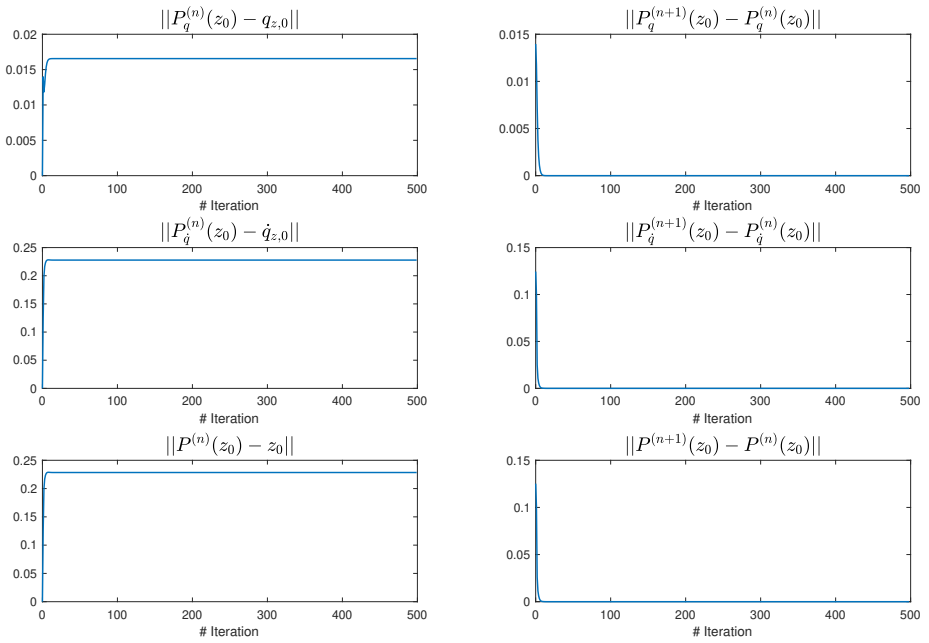 ||P_q^{(n)}(z_0) − q_{z,0}||
0.02
0.015
0.01
0.005
0
0 100 200 300 400 500
# Iteration
||P_q^{(n+1)}(z_0) − P_q^{(n)}(z_0)||
0.015
0.01
0.005
0
0 100 200 300 400 500
# Iteration
||P_{q̇}^{(n)}(z_0) − q̇_{z,0}||
0.25
0.2
0.15
0.1
0.05
0
0 100 200 300 400 500
# Iteration
||P_{q̇}^{(n+1)}(z_0) − P_{q̇}^{(n)}(z_0)||
0.15
0.1
0.05
0
0 100 200 300 400 500
# Iteration
||P^{(n)}(z_0) − z_0||
0.25
0.2
0.15
0.1
0.05
0
0 100 200 300 400 500
# Iteration
||P^{(n+1)}(z_0) − P^{(n)}(z_0)||
0.15
0.1
0.05
0
0 100 200 300 400 500
# Iteration